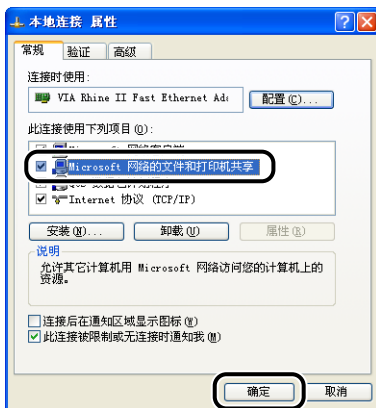 本地连接 属性
常规 验证 高级
连接时使用:
VIA Rhine II Fast Ethernet Ada
配置(C)...
此连接使用下列项目(O):
Microsoft 网络的文件和打印机共享
Internet 协议 (TCP/IP)
安装(N)... 卸载(U) 属性(R)
说明
允许其它计算机用 Microsoft 网络访问您的计算机上的
资源。
连接后在通知区域显示图标(W)
此连接被限制或无连接时通知我(M)
确定 取消